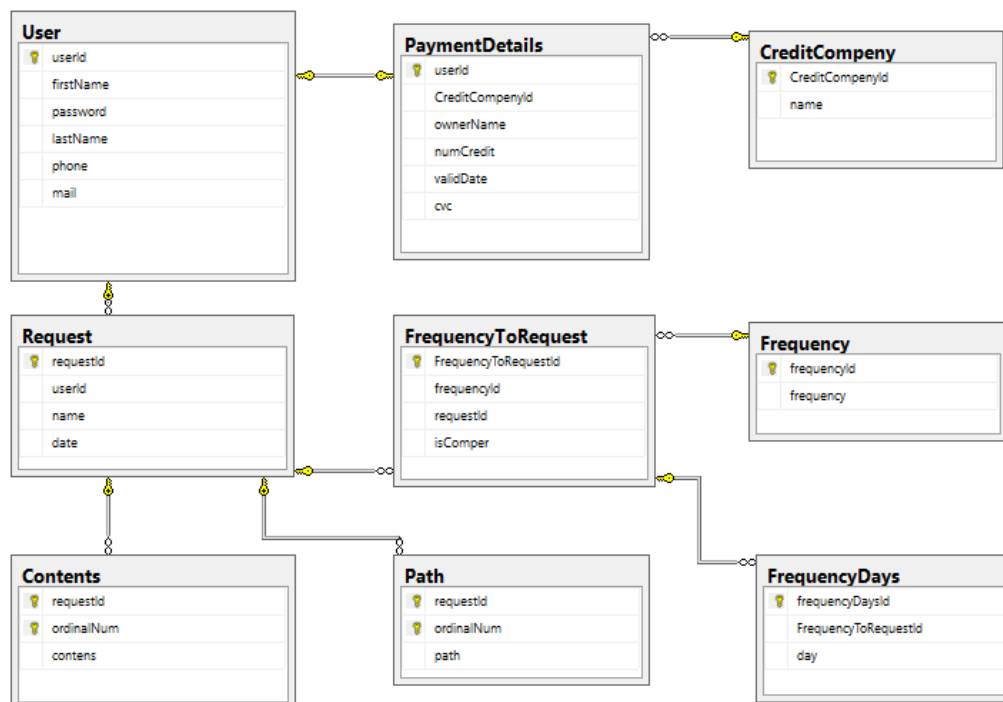 User
userId
firstName
password
lastName
phone
mail
PaymentDetails
userId
CreditCompenyId
ownerName
numCredit
validDate
cvc
CreditCompeny
CreditCompenyId
name
Request
requestId
userId
name
date
FrequencyToRequest
FrequencyToRequestId
frequencyId
requestId
isComper
Frequency
frequencyId
frequency
Contents
requestId
ordinalNum
contens
Path
requestId
ordinalNum
path
FrequencyDays
frequencyDaysId
FrequencyToRequestId
day